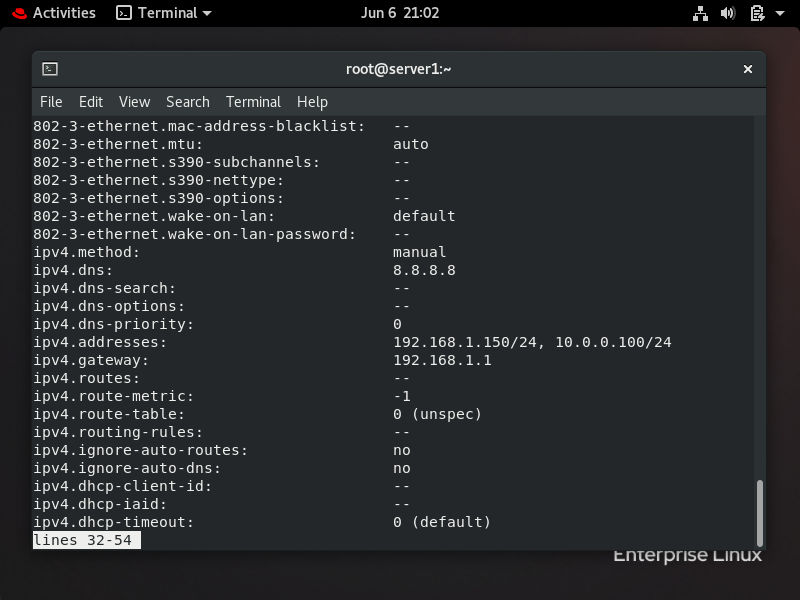 Activities Terminal Jun 6 21:02
root@server1:~
File Edit View Search Terminal Help
802-3-ethernet.mac-address-blacklist: --
802-3-ethernet.mtu: auto
802-3-ethernet.s390-subchannels: --
802-3-ethernet.s390-nettype: --
802-3-ethernet.s390-options: --
802-3-ethernet.wake-on-lan: default
802-3-ethernet.wake-on-lan-password: --
ipv4.method: manual
ipv4.dns: 8.8.8.8
ipv4.dns-search: --
ipv4.dns-options: --
ipv4.dns-priority: 0
ipv4.addresses: 192.168.1.150/24, 10.0.0.100/24
ipv4.gateway: 192.168.1.1
ipv4.routes: --
ipv4.route-metric: -1
ipv4.route-table: 0 (unspec)
ipv4.routing-rules: --
ipv4.ignore-auto-routes: no
ipv4.ignore-auto-dns: no
ipv4.dhcp-client-id: --
ipv4.dhcp-iaid: --
ipv4.dhcp-timeout: 0 (default)
lines 32-54
Enterprise Linux